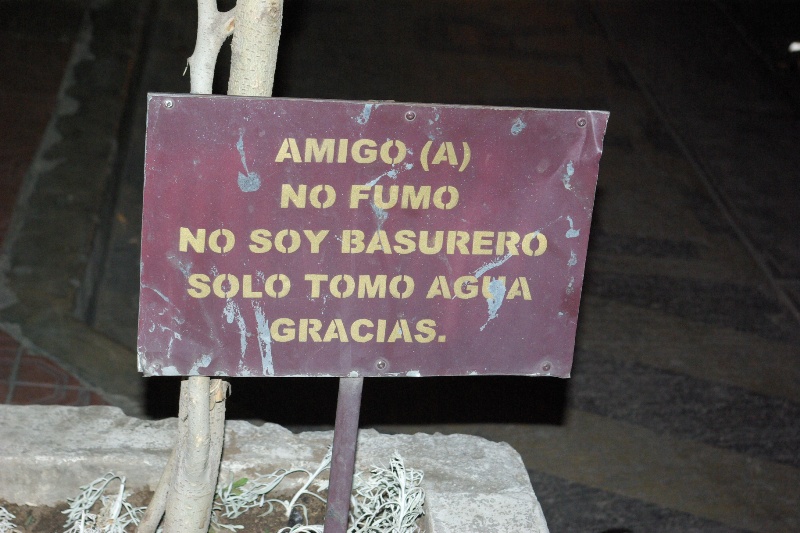 AMIGO (A)
NO FUMO
NO SOY BASURERO
SOLO TOMO AGUA
GRACIAS.